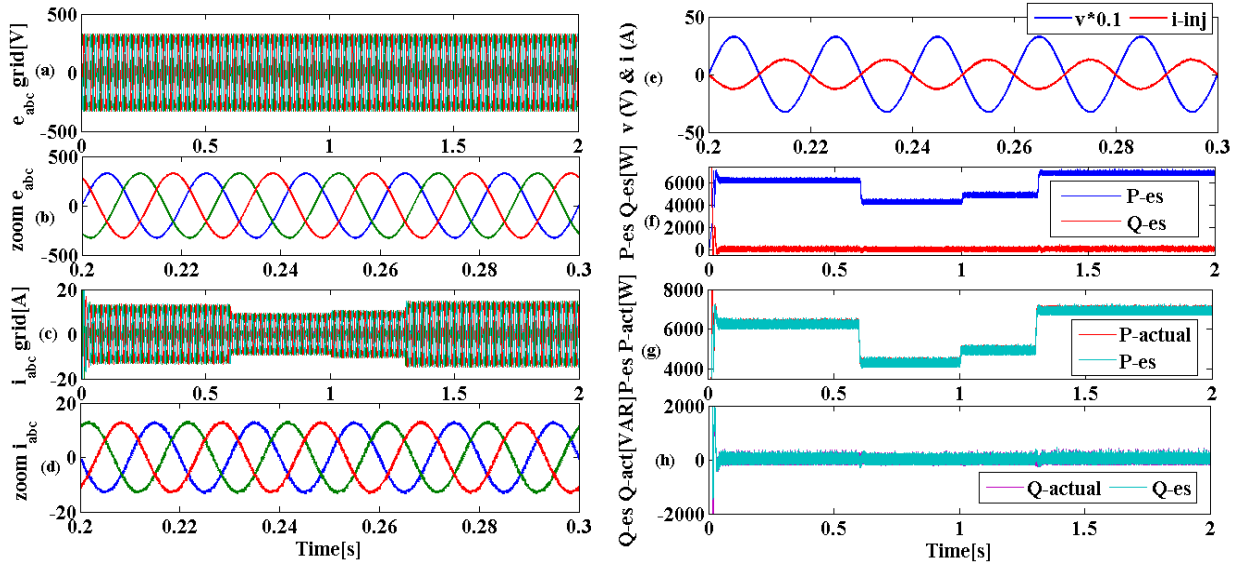 e_abc grid[V]
500
(a)
0
-500
0
0.5
1
1.5
2
zoom e_abc
500
(b)
0
-500
0.2
0.22
0.24
0.26
0.28
0.3
i_abc grid[A]
20
(c)
0
-20
0
0.5
1
1.5
2
zoom i_abc
20
(d)
0
-20
0.2
0.22
0.24
0.26
0.28
0.3
Time[s]
v (V) & i (A)
50
(e)
0
-50
v*0.1
i-inj
0.2
0.22
0.24
0.26
0.28
0.3
P-es Q-es[W]
6000
4000
2000
(f)
0
P-es
Q-es
0
0.5
1
1.5
2
P-es P-act[W]
8000
6000
(g)
4000
P-actual
P-es
0
0.5
1
1.5
2
Q-es Q-act[VAR]
2000
(h)
0
-2000
Q-actual
Q-es
0
0.5
1
1.5
2
Time[s]